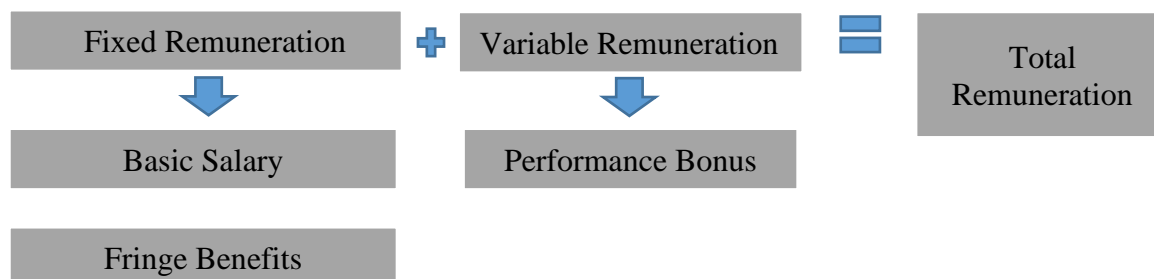 Fixed Remuneration
Variable Remuneration
Total
Remuneration
Basic Salary
Performance Bonus
Fringe Benefits